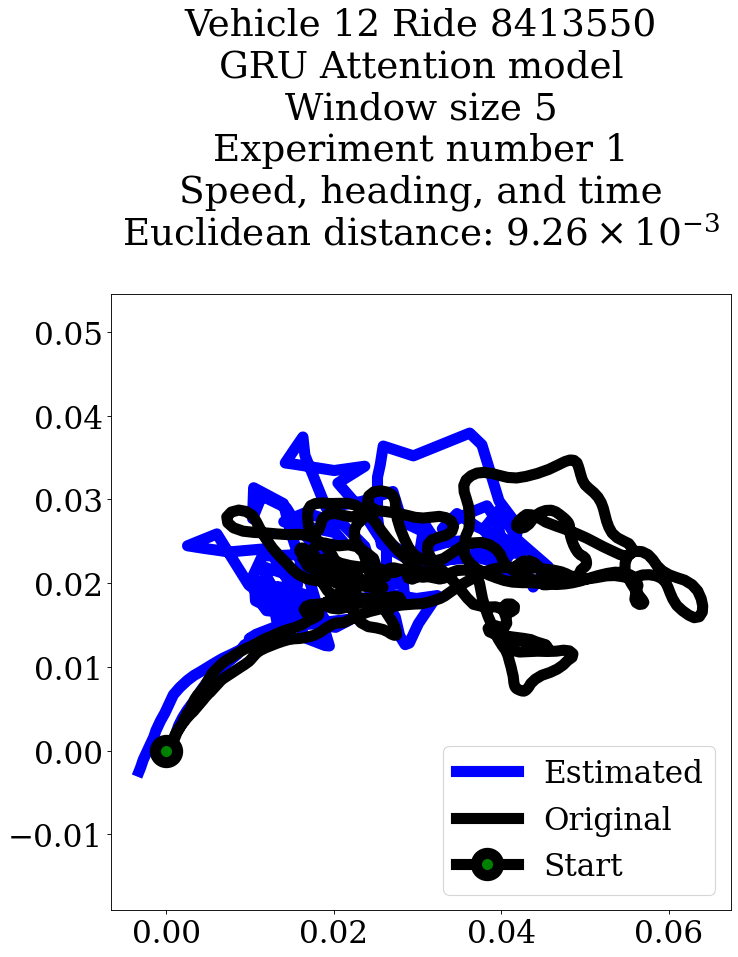 Vehicle 12 Ride 8413550
GRU Attention model
Window size 5
Experiment number 1
Speed, heading, and time
Euclidean distance: 9.26 × 10⁻³
0.05
0.04
0.03
0.02
0.01
0.00
−0.01
Estimated
Original
Start
0.00 0.02 0.04 0.06